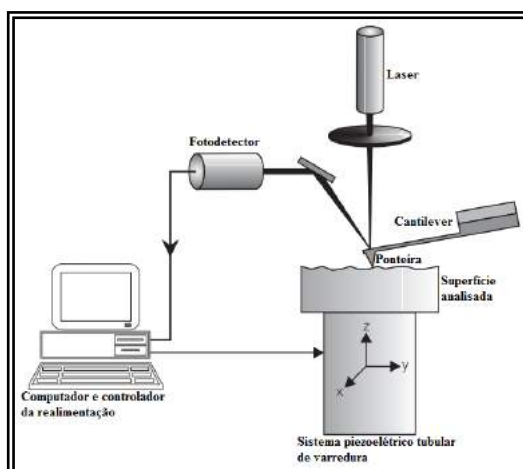 Laser
Fotodetector
Cantilever
Ponteira
Superfície
analisada
z
y
x
Computador e controlador
da realimentação
Sistema piezoelétrico tubular
de varredura